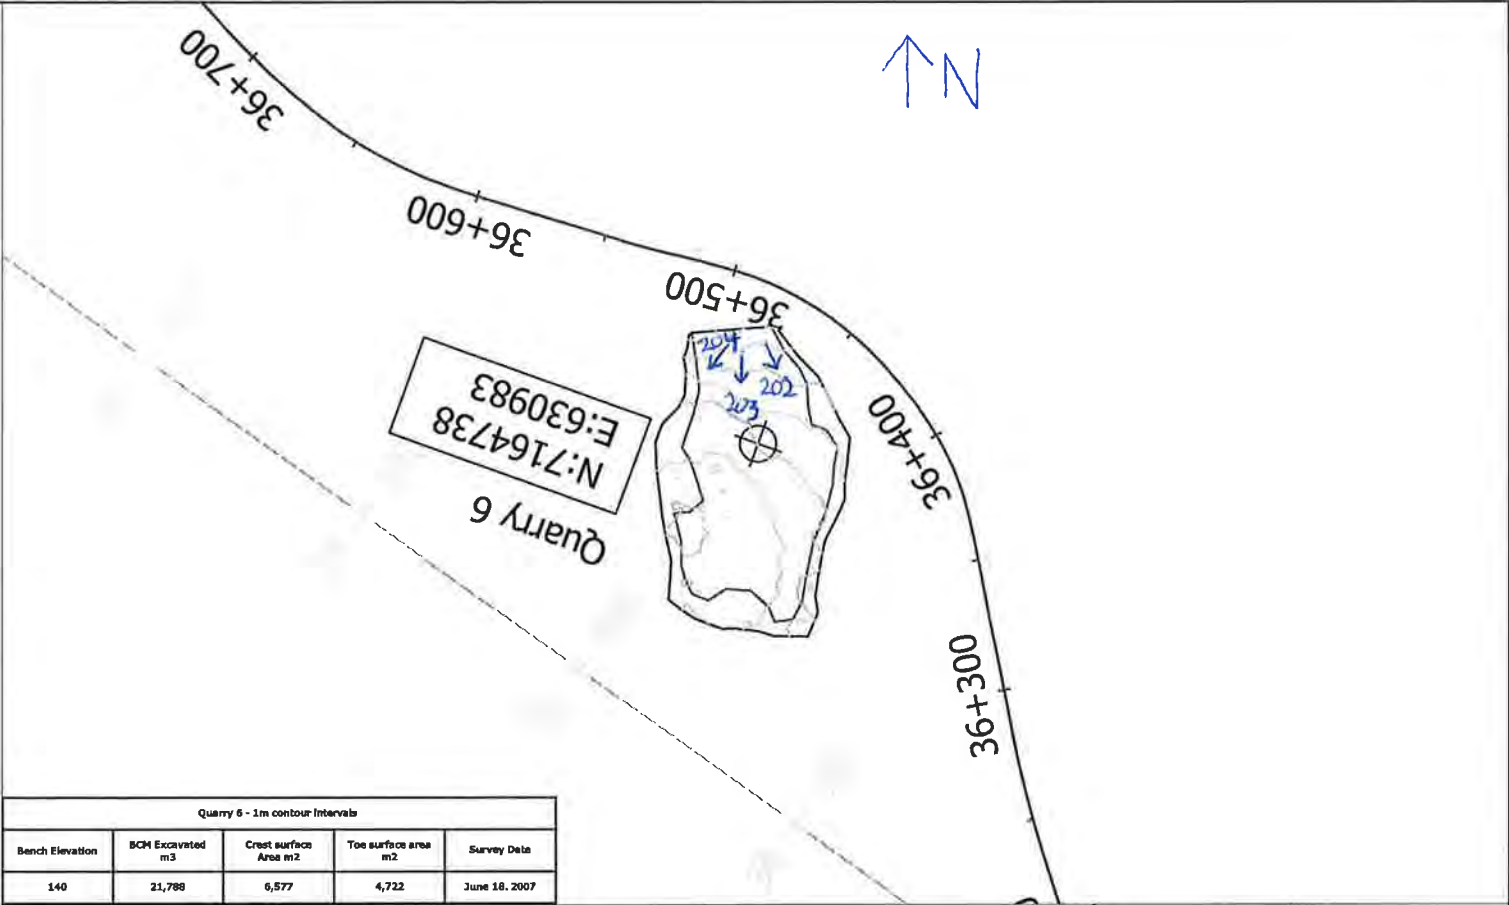 N
36+700
36+600
36+500
204
202
203
E:630983
N:7164738
Quarry 6
36+400
36+300
Quarry 6 - 1m contour intervals
Bench Elevation BCM Excavated m3 Crest surface Area m2 Toe surface area m2 Survey Date
140 21,788 6,577 4,722 June 18. 2007